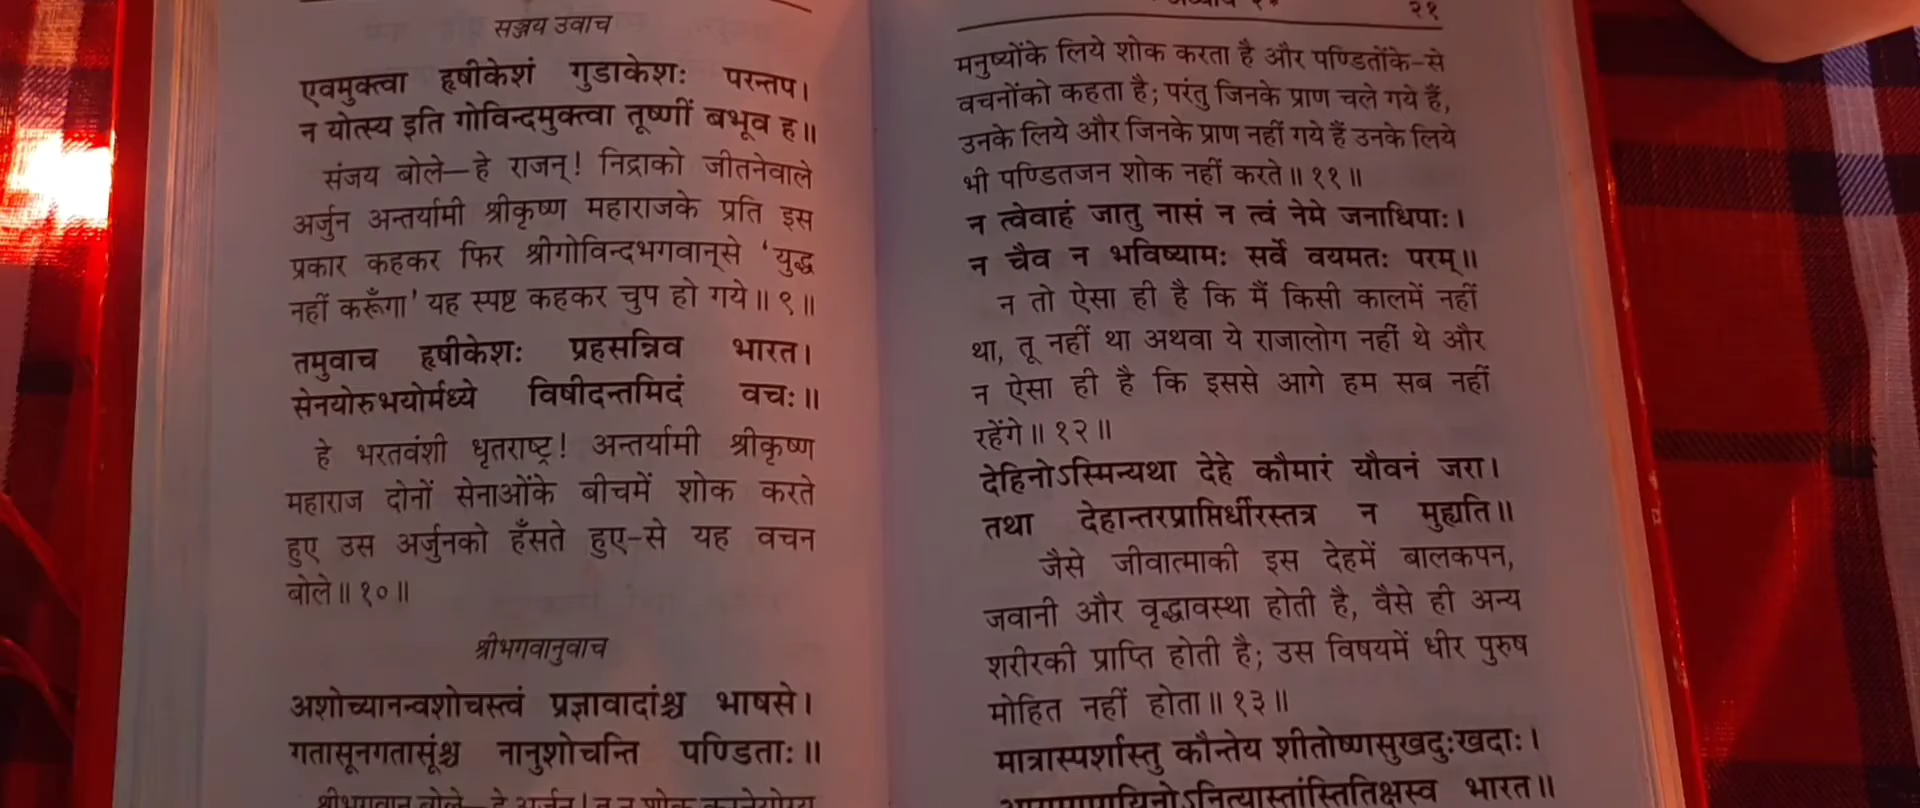 सञ्जय उवाच
एवमुक्त्वा हृषीकेशं गुडाकेशः परन्तप।
न योत्स्य इति गोविन्दमुक्त्वा तूष्णीं बभूव ह॥
संजय बोले—हे राजन्! निद्राको जीतनेवाले
अर्जुन अन्तर्यामी श्रीकृष्ण महाराजके प्रति इस
प्रकार कहकर फिर श्रीगोविन्दभगवान्‌से ‘युद्ध
नहीं करूँगा’ यह स्पष्ट कहकर चुप हो गये॥ ९॥
तमुवाच हृषीकेशः प्रहसन्निव भारत।
सेनयोरुभयोर्मध्ये विषीदन्तमिदं वचः॥
हे भरतवंशी धृतराष्ट्र! अन्तर्यामी श्रीकृष्ण
महाराज दोनों सेनाओंके बीचमें शोक करते
हुए उस अर्जुनको हँसते हुए-से यह वचन
बोले॥ १०॥
श्रीभगवानुवाच
अशोच्यानन्वशोचस्त्वं प्रज्ञावादांश्च भाषसे।
गतासूनगतासूंश्च नानुशोचन्ति पण्डिताः॥
श्रीभगवान् बोले—हे अर्जुन! तू न शोक करनेयोग्य
२१
मनुष्योंके लिये शोक करता है और पण्डितोंके-से
वचनोंको कहता है; परंतु जिनके प्राण चले गये हैं,
उनके लिये और जिनके प्राण नहीं गये हैं उनके लिये
भी पण्डितजन शोक नहीं करते॥ ११॥
न त्वेवाहं जातु नासं न त्वं नेमे जनाधिपाः।
न चैव न भविष्यामः सर्वे वयमतः परम्॥
न तो ऐसा ही है कि मैं किसी कालमें नहीं
था, तू नहीं था अथवा ये राजालोग नहीं थे और
न ऐसा ही है कि इससे आगे हम सब नहीं
रहेंगे॥ १२॥
देहिनोऽस्मिन्यथा देहे कौमारं यौवनं जरा।
तथा देहान्तरप्राप्तिर्धीरस्तत्र न मुह्यति॥
जैसे जीवात्माकी इस देहमें बालकपन,
जवानी और वृद्धावस्था होती है, वैसे ही अन्य
शरीरकी प्राप्ति होती है; उस विषयमें धीर पुरुष
मोहित नहीं होता॥ १३॥
मात्रास्पर्शास्तु कौन्तेय शीतोष्णसुखदुःखदाः।
भारत॥